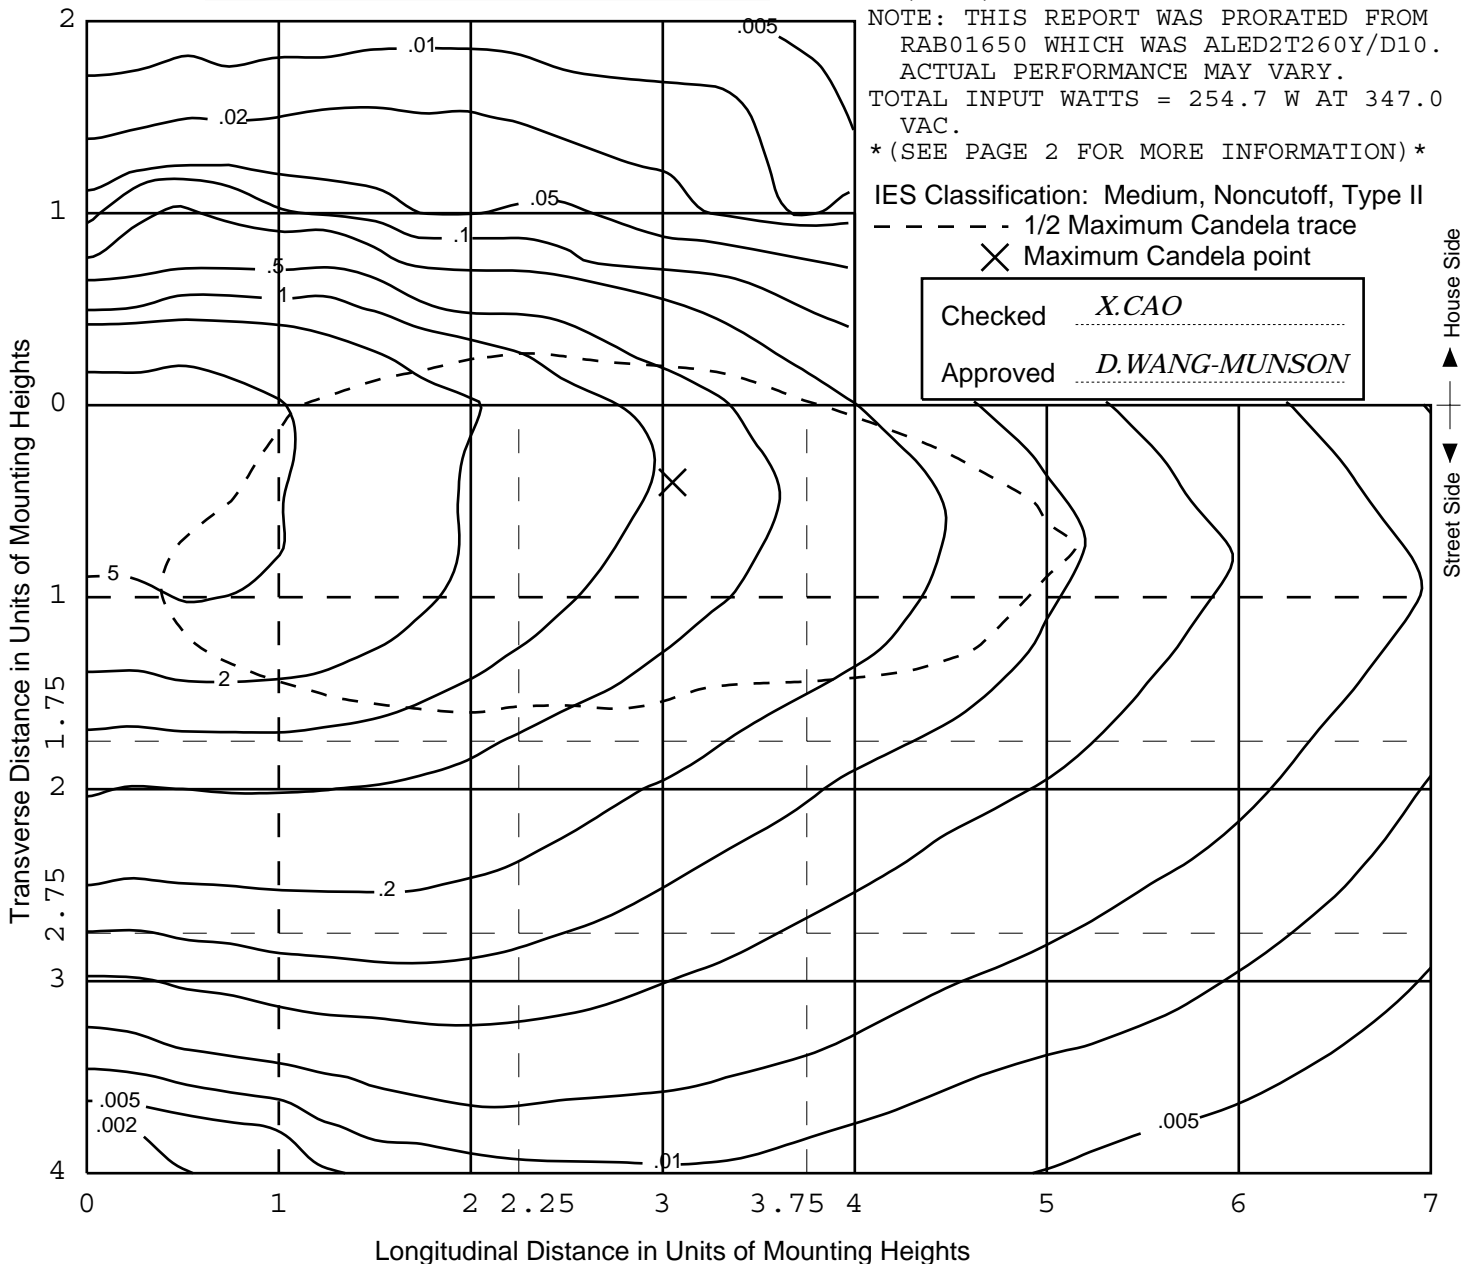 NOTE: THIS REPORT WAS PRORATED FROM
RAB01650 WHICH WAS ALED2T260Y/D10.
ACTUAL PERFORMANCE MAY VARY.
TOTAL INPUT WATTS = 254.7 W AT 347.0
VAC.
*(SEE PAGE 2 FOR MORE INFORMATION)*
IES Classification: Medium, Noncutoff, Type II
1/2 Maximum Candela trace
Maximum Candela point
Checked X.CAO
Approved D.WANG-MUNSON
House Side
Street Side
Transverse Distance in Units of Mounting Heights
2
1
0
1
1.75
2
2.75
3
4
.005
.01
.02
.05
.1
.5
1
5
2
.2
.005
.002
.01
.005
0 1 2 2.25 3 3.75 4 5 6 7
Longitudinal Distance in Units of Mounting Heights